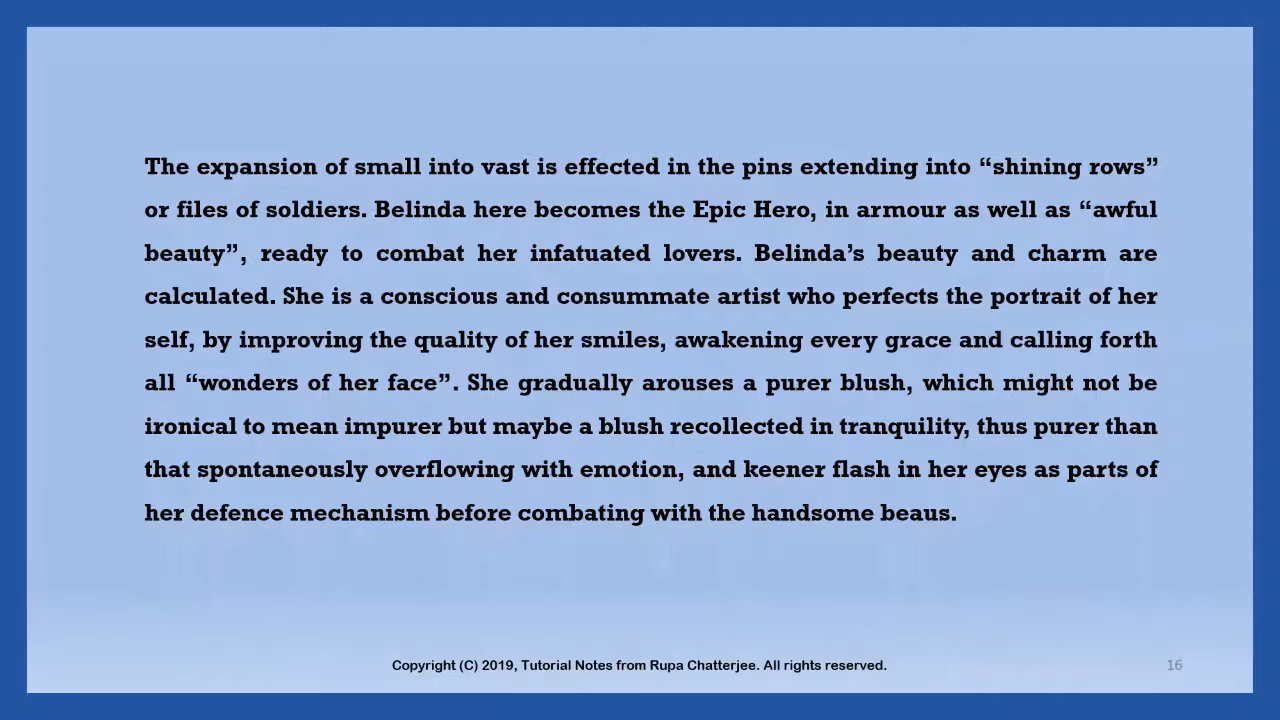 The expansion of small into vast is effected in the pins extending into “shining rows”
or files of soldiers. Belinda here becomes the Epic Hero, in armour as well as “awful
beauty”, ready to combat her infatuated lovers. Belinda’s beauty and charm are
calculated. She is a conscious and consummate artist who perfects the portrait of her
self, by improving the quality of her smiles, awakening every grace and calling forth
all “wonders of her face”. She gradually arouses a purer blush, which might not be
ironical to mean impurer but maybe a blush recollected in tranquility, thus purer than
that spontaneously overflowing with emotion, and keener flash in her eyes as parts of
her defence mechanism before combating with the handsome beaus.
Copyright (C) 2019, Tutorial Notes from Rupa Chatterjee. All rights reserved.
16